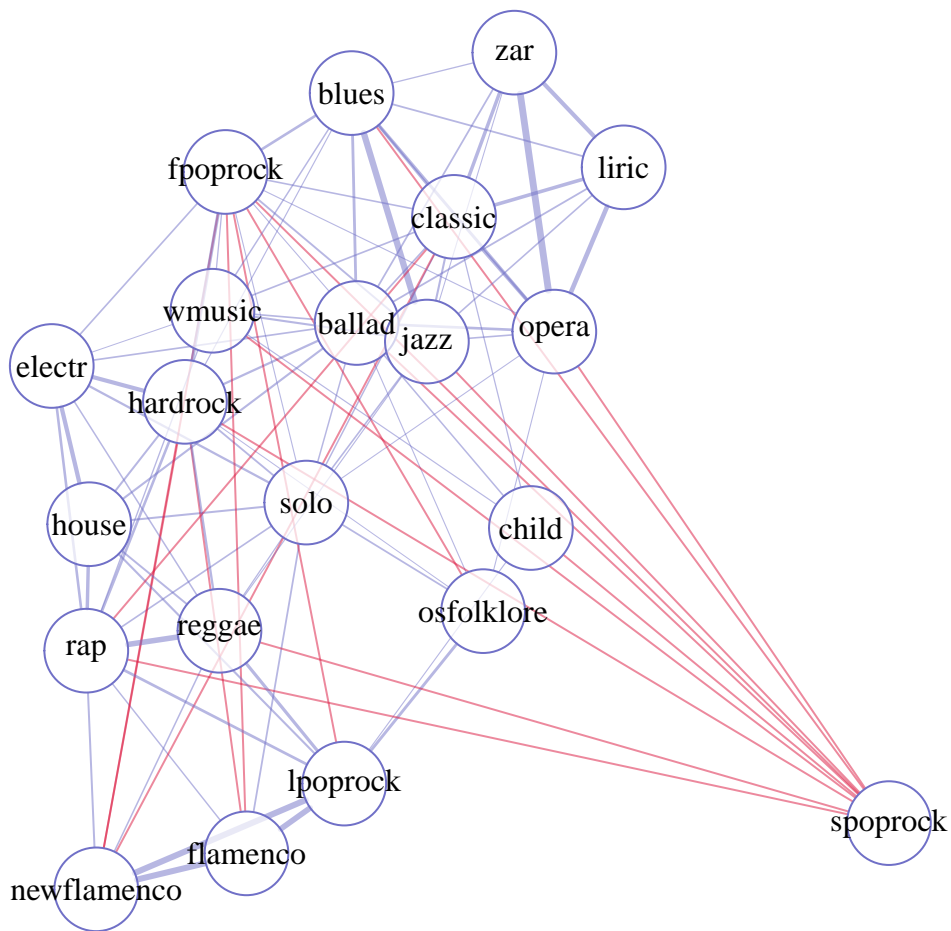 zar
blues
fpoprock
liric
classic
wmusic
ballad
jazz
opera
electr
hardrock
solo
house
child
osfolklore
rap
reggae
lpoprock
spoprock
flamenco
newflamenco